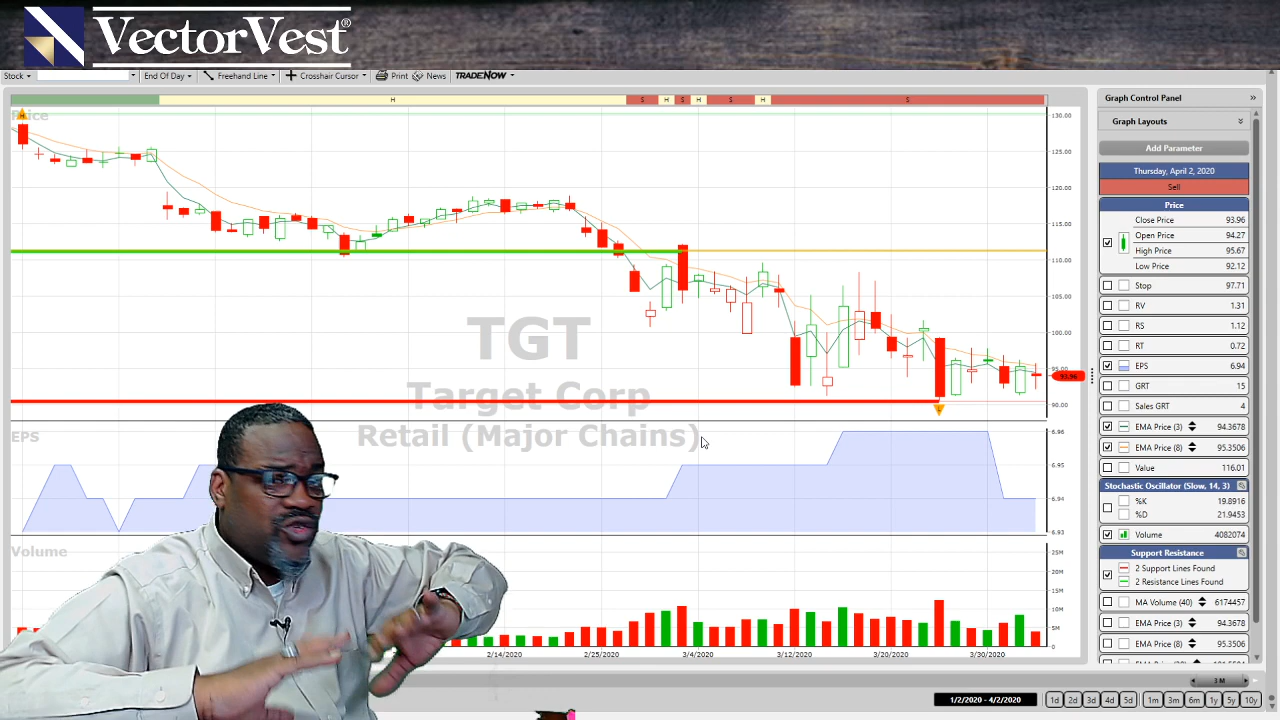 VectorVest®
Stock End Of Day Freehand Line Crosshair Cursor Print News TRADENOW
H S H S H S H S
Price
130.00
125.00
120.00
115.00
110.00
105.00
100.00
95.00
93.96
90.00
TGT
Target Corp
Retail (Major Chains)
EPS
6.96
6.95
6.94
6.93
Volume
25M
20M
15M
10M
5M
0
2/14/2020 2/25/2020 3/4/2020 3/12/2020 3/20/2020 3/30/2020
Graph Control Panel
Graph Layouts
Add Parameter
Thursday, April 2, 2020
Sell
Price
Close Price 93.96
Open Price 94.27
High Price 95.67
Low Price 92.12
Stop 97.71
RV 1.31
RS 1.12
RT 0.72
EPS 6.94
GRT 15
Sales GRT 4
EMA Price (3) 94.3678
EMA Price (8) 95.3506
Value 116.01
Stochastic Oscillator (Slow, 14, 3)
%K 19.8916
%D 21.9453
Volume 4082074
Support Resistance
2 Support Lines Found
2 Resistance Lines Found
MA Volume (40) 6174457
EMA Price (3) 94.3678
EMA Price (8) 95.3506
3 M
1/2/2020 - 4/2/2020 1d 2d 3d 4d 5d 1m 3m 6m 1y 5y 10y